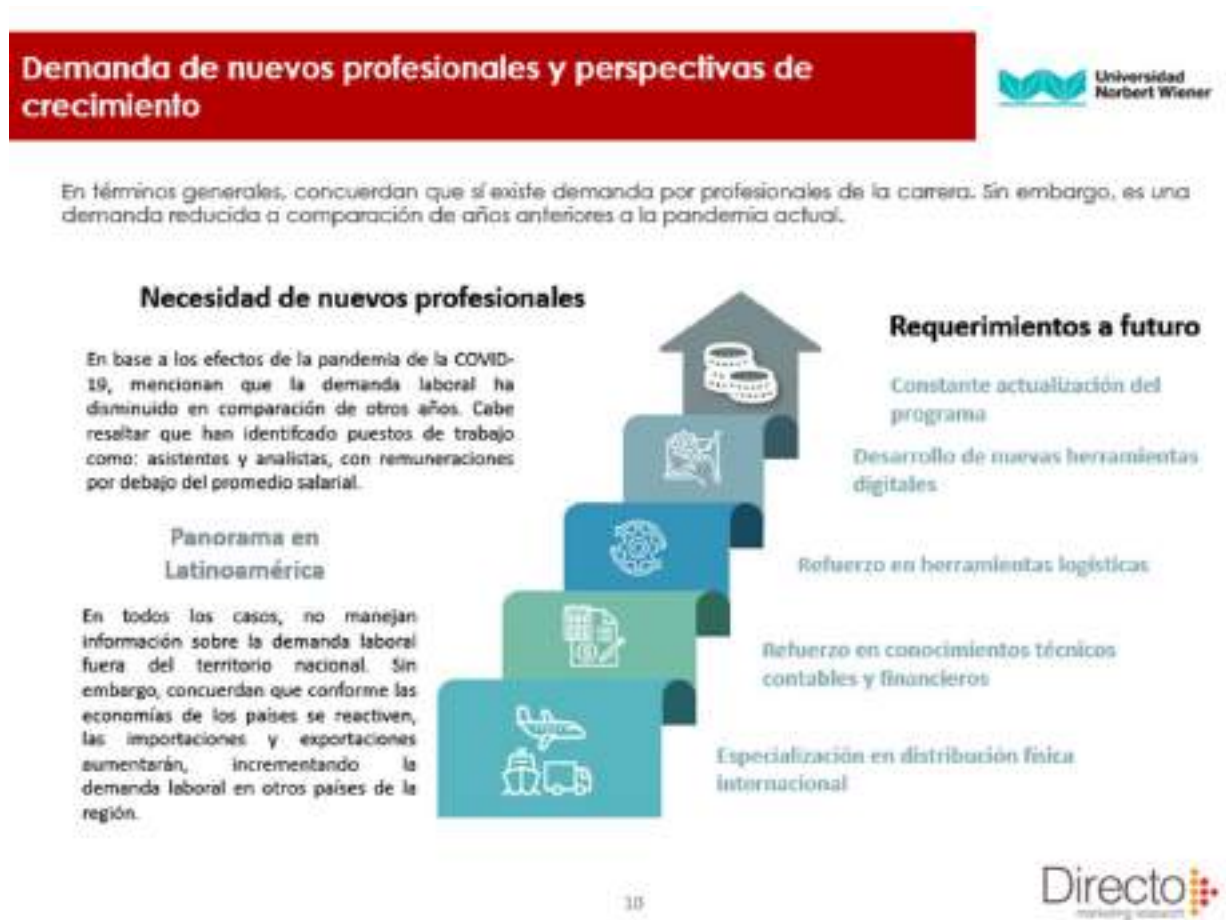 Demanda de nuevos profesionales y perspectivas de
crecimiento
Universidad
Norbert Wiener
En términos generales, concuerdan que sí existe demanda por profesionales de la carrera. Sin embargo, es una
demanda reducida a comparación de años anteriores a la pandemia actual.
Necesidad de nuevos profesionales
En base a los efectos de la pandemia de la COVID-
19, mencionan que la demanda laboral ha
disminuido en comparación de otros años. Cabe
resaltar que han identifcado puestos de trabajo
como: asistentes y analistas, con remuneraciones
por debajo del promedio salarial.
Panorama en
Latinoamérica
En todos los casos, no manejan
información sobre la demanda laboral
fuera del territorio nacional. Sin
embargo, concuerdan que conforme las
economías de los países se reactiven,
las importaciones y exportaciones
aumentarán, incrementando la
demanda laboral en otros países de la
región.
Requerimientos a futuro
Constante actualización del
programa
Desarrollo de nuevas herramientas
digitales
Refuerzo en herramientas logísticas
Refuerzo en conocimientos técnicos
contables y financieros
Especialización en distribución física
internacional
10
Directo
marketing research